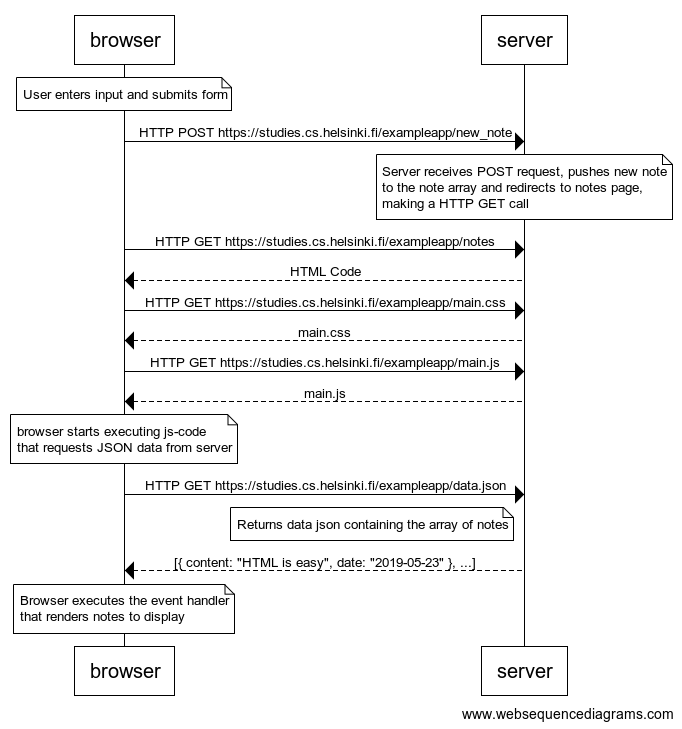 browser
server
User enters input and submits form
HTTP POST https://studies.cs.helsinki.fi/exampleapp/new_note
Server receives POST request, pushes new note
to the note array and redirects to notes page,
making a HTTP GET call
HTTP GET https://studies.cs.helsinki.fi/exampleapp/notes
HTML Code
HTTP GET https://studies.cs.helsinki.fi/exampleapp/main.css
main.css
HTTP GET https://studies.cs.helsinki.fi/exampleapp/main.js
main.js
browser starts executing js-code
that requests JSON data from server
HTTP GET https://studies.cs.helsinki.fi/exampleapp/data.json
Returns data json containing the array of notes
[{ content: "HTML is easy", date: "2019-05-23" }, ...]
Browser executes the event handler
that renders notes to display
browser
server
www.websequencediagrams.com